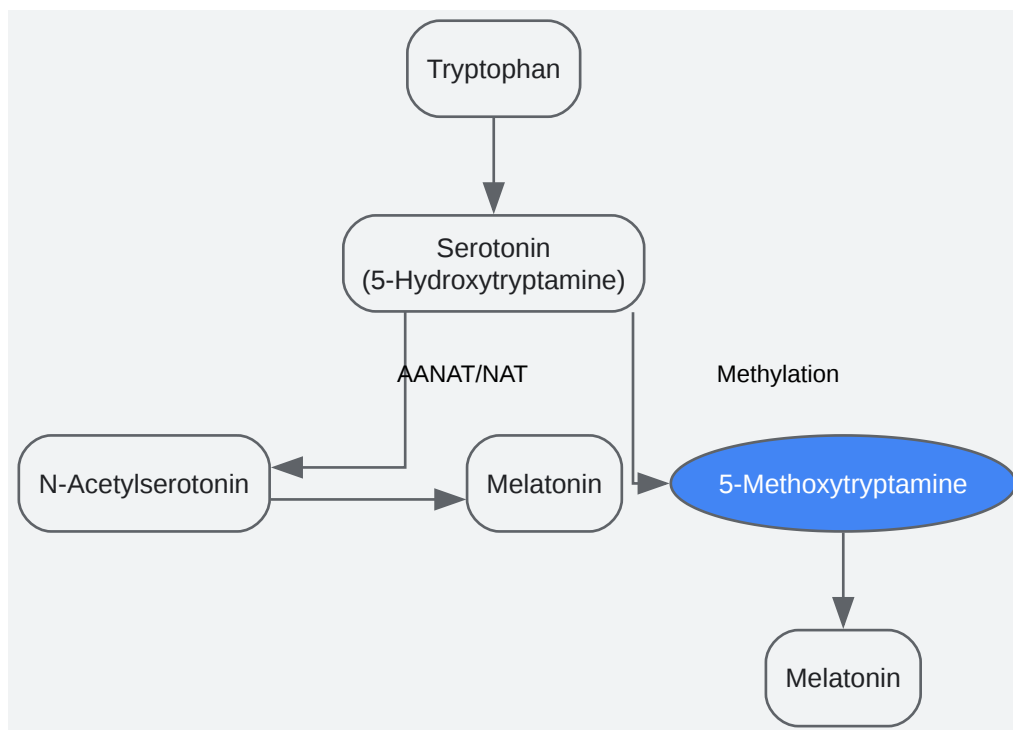 Tryptophan
Serotonin
(5-Hydroxytryptamine)
AANAT/NAT
Methylation
N-Acetylserotonin
Melatonin
5-Methoxytryptamine
Melatonin